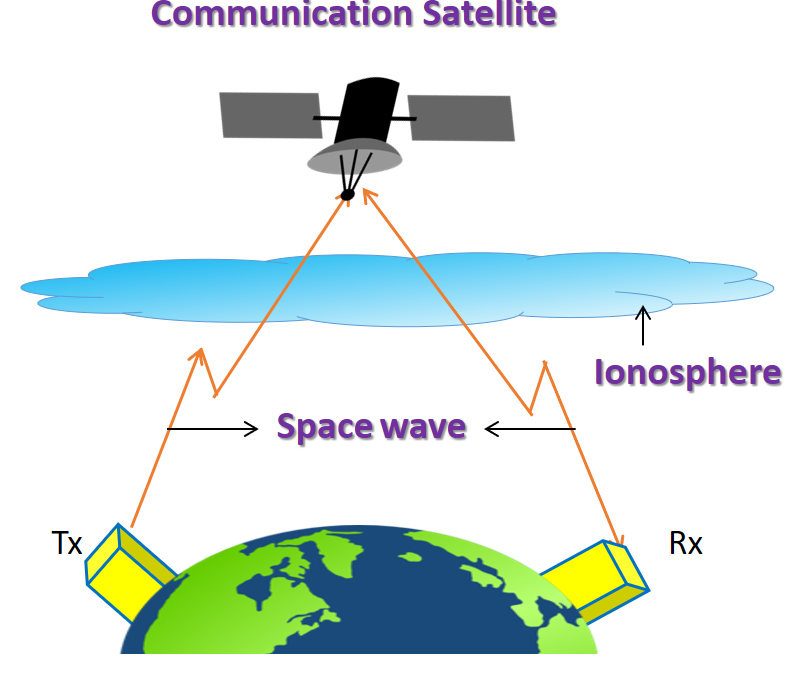 Communication Satellite
Ionosphere
Space wave
Tx
Rx